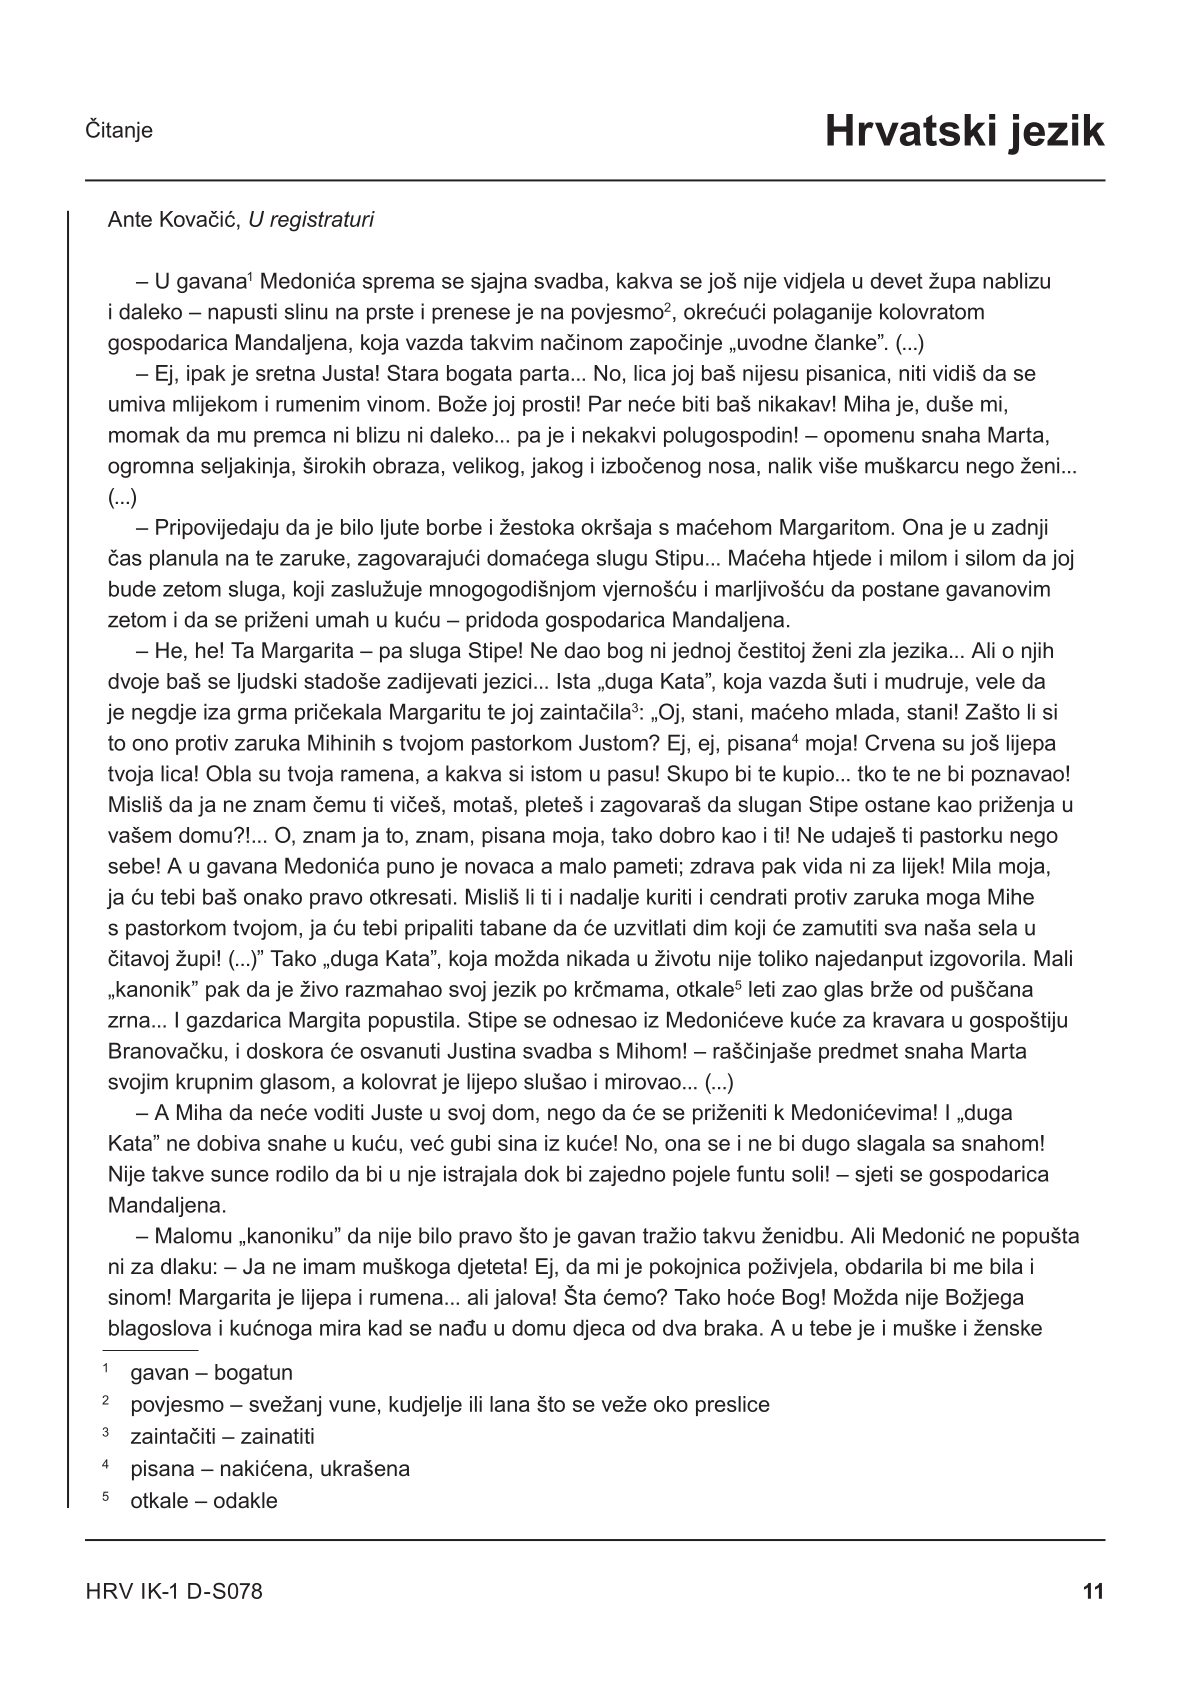 Čitanje
Hrvatski jezik
Ante Kovačić, U registraturi
– U gavana¹ Medonića sprema se sjajna svadba, kakva se još nije vidjela u devet župa nablizu
i daleko – napusti slinu na prste i prenese je na povjesmo², okrećući polaganije kolovratom
gospodarica Mandaljena, koja vazda takvim načinom započinje „uvodne članke”. (...)
– Ej, ipak je sretna Justa! Stara bogata parta... No, lica joj baš nijesu pisanica, niti vidiš da se
umiva mlijekom i rumenim vinom. Bože joj prosti! Par neće biti baš nikakav! Miha je, duše mi,
momak da mu premca ni blizu ni daleko... pa je i nekakvi polugospodin! – opomenu snaha Marta,
ogromna seljakinja, širokih obraza, velikog, jakog i izbočenog nosa, nalik više muškarcu nego ženi...
(...)
– Pripovijedaju da je bilo ljute borbe i žestoka okršaja s maćehom Margaritom. Ona je u zadnji
čas planula na te zaruke, zagovarajući domaćega slugu Stipu... Maćeha htjede i milom i silom da joj
bude zetom sluga, koji zaslužuje mnogogodišnjom vjernošću i marljivošću da postane gavanovim
zetom i da se priženi umah u kuću – pridoda gospodarica Mandaljena.
– He, he! Ta Margarita – pa sluga Stipe! Ne dao bog ni jednoj čestitoj ženi zla jezika... Ali o njih
dvoje baš se ljudski stadoše zadijevati jezici... Ista „duga Kata”, koja vazda šuti i mudruje, vele da
je negdje iza grma pričekala Margaritu te joj zaintačila³: „Oj, stani, maćeho mlada, stani! Zašto li si
to ono protiv zaruka Mihinih s tvojom pastorkom Justom? Ej, ej, pisana⁴ moja! Crvena su još lijepa
tvoja lica! Obla su tvoja ramena, a kakva si istom u pasu! Skupo bi te kupio... tko te ne bi poznavao!
Misliš da ja ne znam čemu ti vičeš, motaš, pleteš i zagovaraš da slugan Stipe ostane kao priženja u
vašem domu?!... O, znam ja to, znam, pisana moja, tako dobro kao i ti! Ne udaješ ti pastorku nego
sebe! A u gavana Medonića puno je novaca a malo pameti; zdrava pak vida ni za lijek! Mila moja,
ja ću tebi baš onako pravo otkresati. Misliš li ti i nadalje kuriti i cendrati protiv zaruka moga Mihe
s pastorkom tvojom, ja ću tebi pripaliti tabane da će uzvitlati dim koji će zamutiti sva naša sela u
čitavoj župi! (...)” Tako „duga Kata”, koja možda nikada u životu nije toliko najedanput izgovorila. Mali
„kanonik” pak da je živo razmahao svoj jezik po krčmama, otkale⁵ leti zao glas brže od puščana
zrna... I gazdarica Margita popustila. Stipe se odnesao iz Medonićeve kuće za kravara u gospoštiju
Branovačku, i doskora će osvanuti Justina svadba s Mihom! – raščinjaše predmet snaha Marta
svojim krupnim glasom, a kolovrat je lijepo slušao i mirovao... (...)
– A Miha da neće voditi Juste u svoj dom, nego da će se priženiti k Medonićevima! I „duga
Kata” ne dobiva snahe u kuću, već gubi sina iz kuće! No, ona se i ne bi dugo slagala sa snahom!
Nije takve sunce rodilo da bi u nje istrajala dok bi zajedno pojele funtu soli! – sjeti se gospodarica
Mandaljena.
– Malomu „kanoniku” da nije bilo pravo što je gavan tražio takvu ženidbu. Ali Medonić ne popušta
ni za dlaku: – Ja ne imam muškoga djeteta! Ej, da mi je pokojnica poživjela, obdarila bi me bila i
sinom! Margarita je lijepa i rumena... ali jalova! Šta ćemo? Tako hoće Bog! Možda nije Božjega
blagoslova i kućnoga mira kad se nađu u domu djeca od dva braka. A u tebe je i muške i ženske
1 gavan – bogatun
2 povjesmo – svežanj vune, kudjelje ili lana što se veže oko preslice
3 zaintačiti – zainatiti
4 pisana – nakićena, ukrašena
5 otkale – odakle
HRV IK-1 D-S078
11